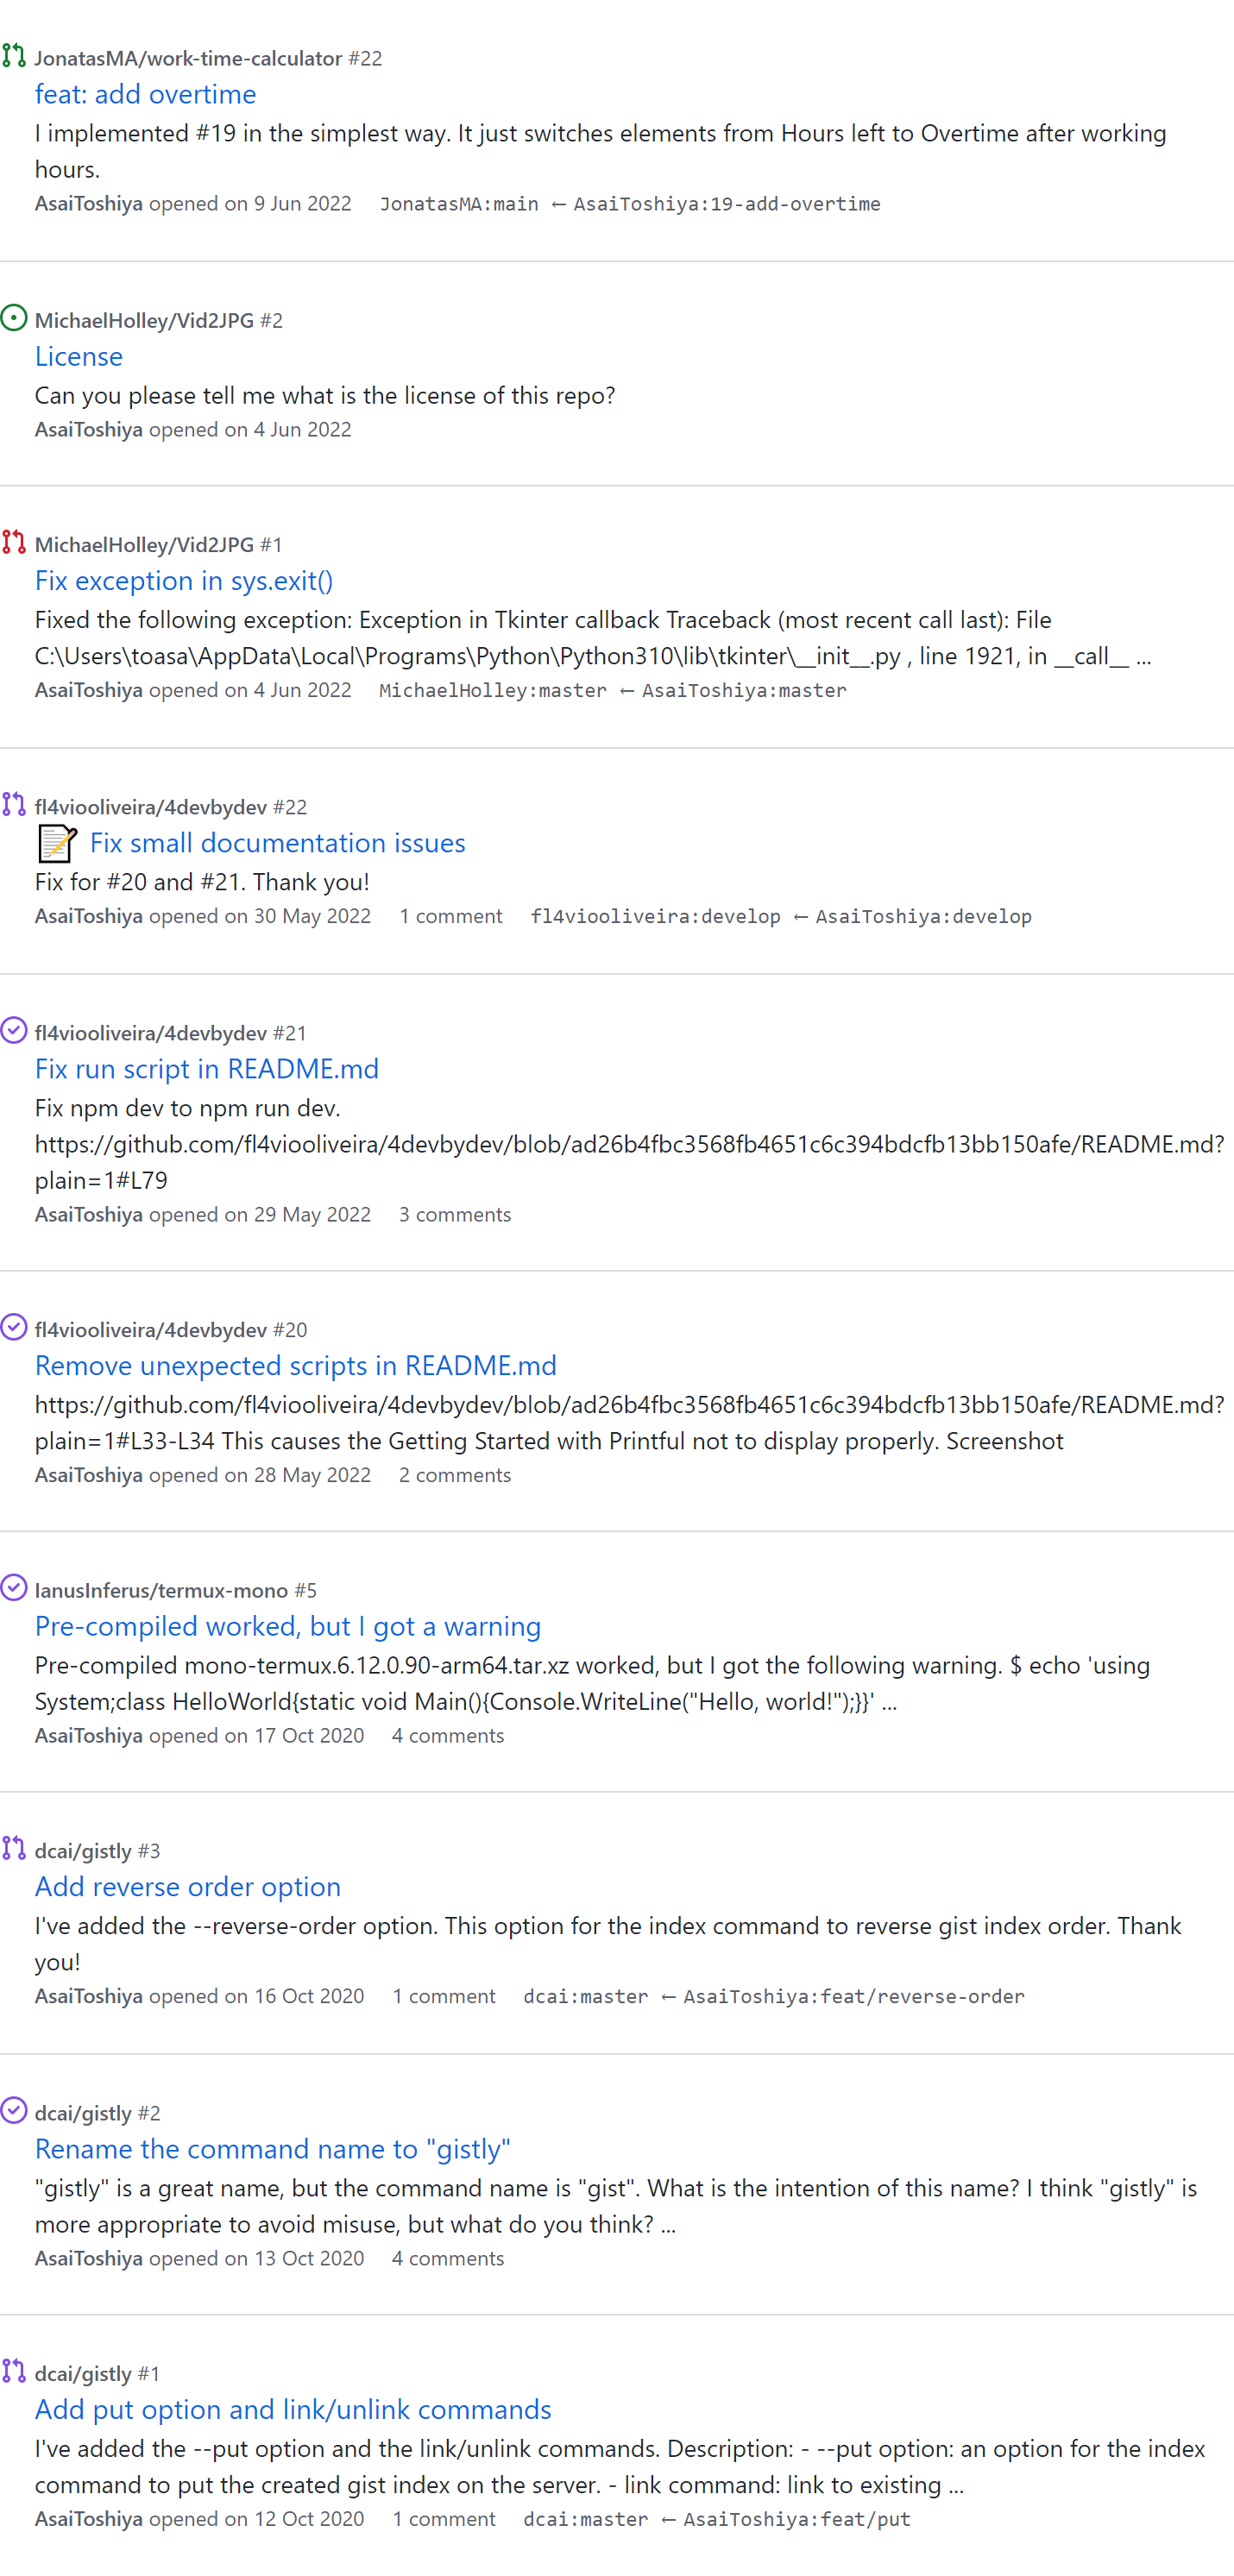 JonatasMA/work-time-calculator #22
feat: add overtime
I implemented #19 in the simplest way. It just switches elements from Hours left to Overtime after working
hours.
AsaiToshiya opened on 9 Jun 2022 JonatasMA:main ← AsaiToshiya:19-add-overtime
MichaelHolley/Vid2JPG #2
License
Can you please tell me what is the license of this repo?
AsaiToshiya opened on 4 Jun 2022
MichaelHolley/Vid2JPG #1
Fix exception in sys.exit()
Fixed the following exception: Exception in Tkinter callback Traceback (most recent call last): File
C:\Users\toasa\AppData\Local\Programs\Python\Python310\lib\tkinter\__init__.py , line 1921, in __call__ ...
AsaiToshiya opened on 4 Jun 2022 MichaelHolley:master ← AsaiToshiya:master
fl4viooliveira/4devbydev #22
📝 Fix small documentation issues
Fix for #20 and #21. Thank you!
AsaiToshiya opened on 30 May 2022 1 comment fl4viooliveira:develop ← AsaiToshiya:develop
fl4viooliveira/4devbydev #21
Fix run script in README.md
Fix npm dev to npm run dev.
https://github.com/fl4viooliveira/4devbydev/blob/ad26b4fbc3568fb4651c6c394bdcfb13bb150afe/README.md?
plain=1#L79
AsaiToshiya opened on 29 May 2022 3 comments
fl4viooliveira/4devbydev #20
Remove unexpected scripts in README.md
https://github.com/fl4viooliveira/4devbydev/blob/ad26b4fbc3568fb4651c6c394bdcfb13bb150afe/README.md?
plain=1#L33-L34 This causes the Getting Started with Printful not to display properly. Screenshot
AsaiToshiya opened on 28 May 2022 2 comments
IanusInferus/termux-mono #5
Pre-compiled worked, but I got a warning
Pre-compiled mono-termux.6.12.0.90-arm64.tar.xz worked, but I got the following warning. $ echo 'using
System;class HelloWorld{static void Main(){Console.WriteLine("Hello, world!");}}' ...
AsaiToshiya opened on 17 Oct 2020 4 comments
dcai/gistly #3
Add reverse order option
I've added the --reverse-order option. This option for the index command to reverse gist index order. Thank
you!
AsaiToshiya opened on 16 Oct 2020 1 comment dcai:master ← AsaiToshiya:feat/reverse-order
dcai/gistly #2
Rename the command name to "gistly"
"gistly" is a great name, but the command name is "gist". What is the intention of this name? I think "gistly" is
more appropriate to avoid misuse, but what do you think? ...
AsaiToshiya opened on 13 Oct 2020 4 comments
dcai/gistly #1
Add put option and link/unlink commands
I've added the --put option and the link/unlink commands. Description: - --put option: an option for the index
command to put the created gist index on the server. - link command: link to existing ...
AsaiToshiya opened on 12 Oct 2020 1 comment dcai:master ← AsaiToshiya:feat/put